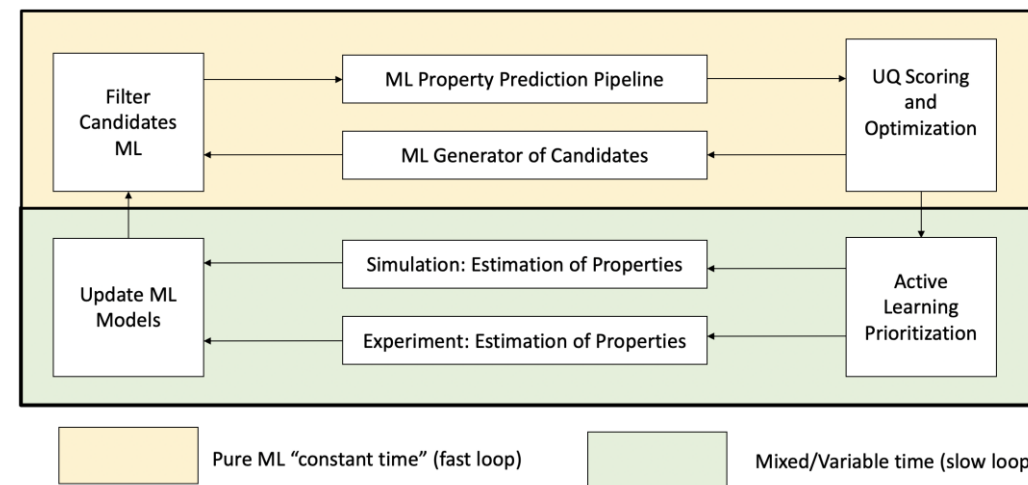 Filter
Candidates
ML
ML Property Prediction Pipeline
ML Generator of Candidates
UQ Scoring
and
Optimization
Update ML
Models
Simulation: Estimation of Properties
Experiment: Estimation of Properties
Active
Learning
Prioritization
Pure ML “constant time” (fast loop)
Mixed/Variable time (slow loop